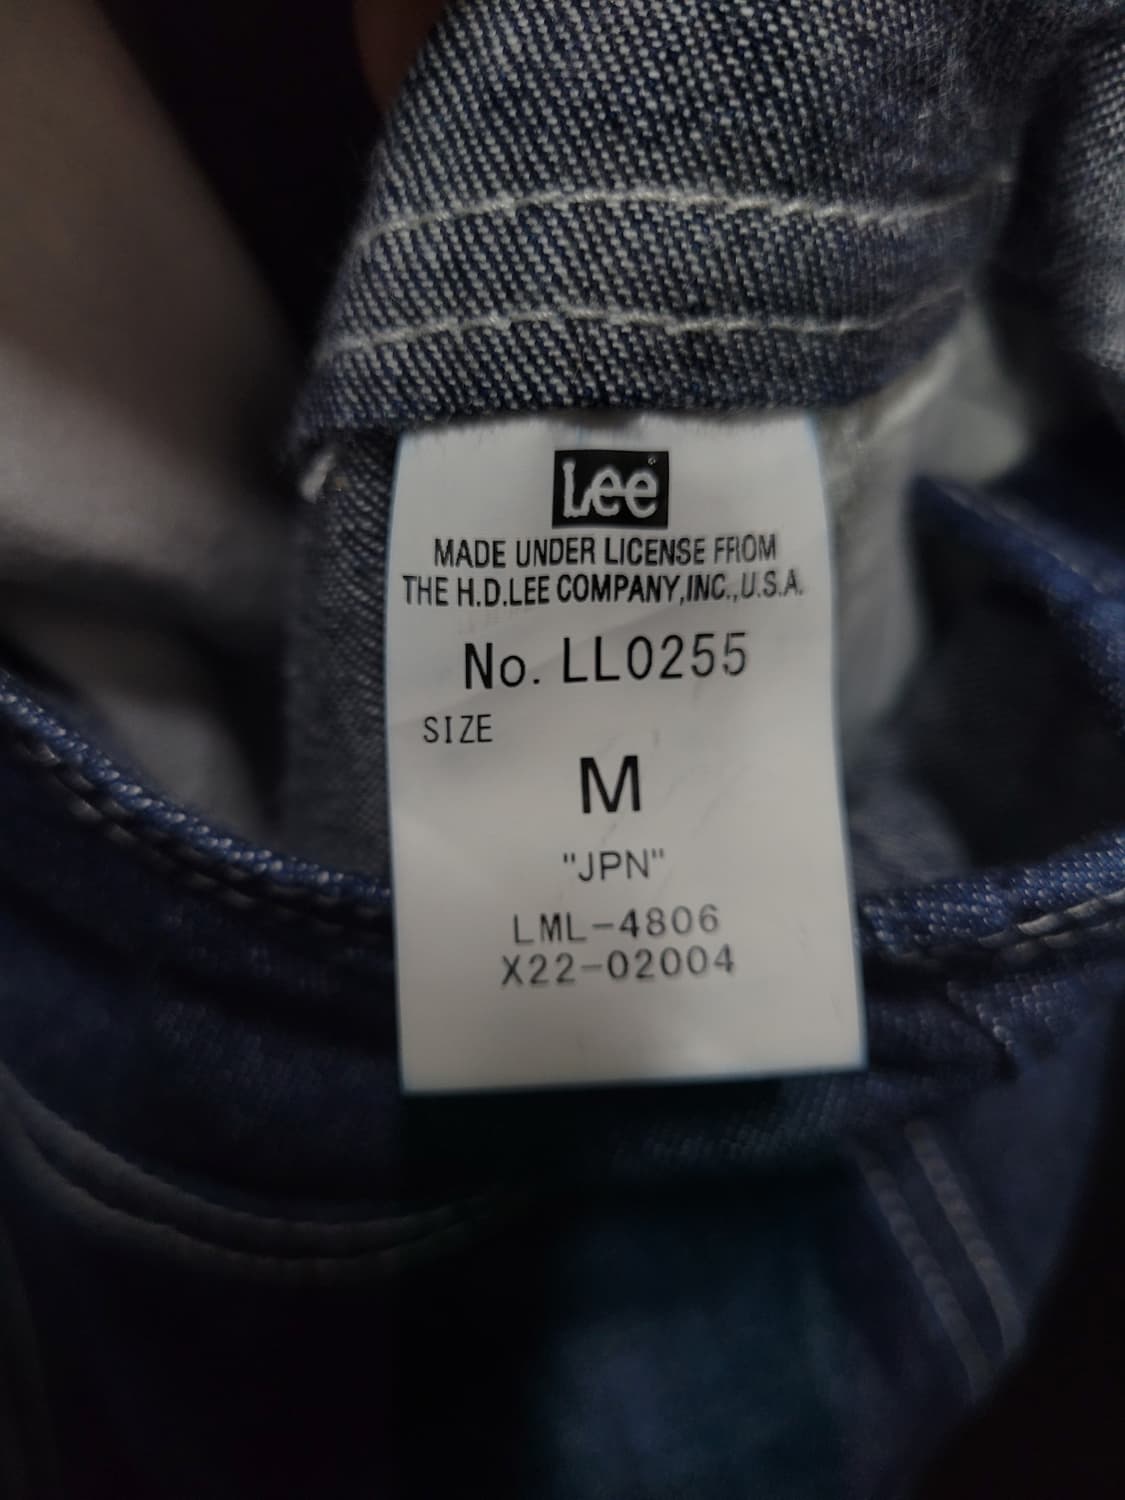 Lee
MADE UNDER LICENSE FROM
THE H.D.LEE COMPANY,INC.,U.S.A.
No. LL0255
SIZE
M
"JPN"
LML-4806
X22-02004